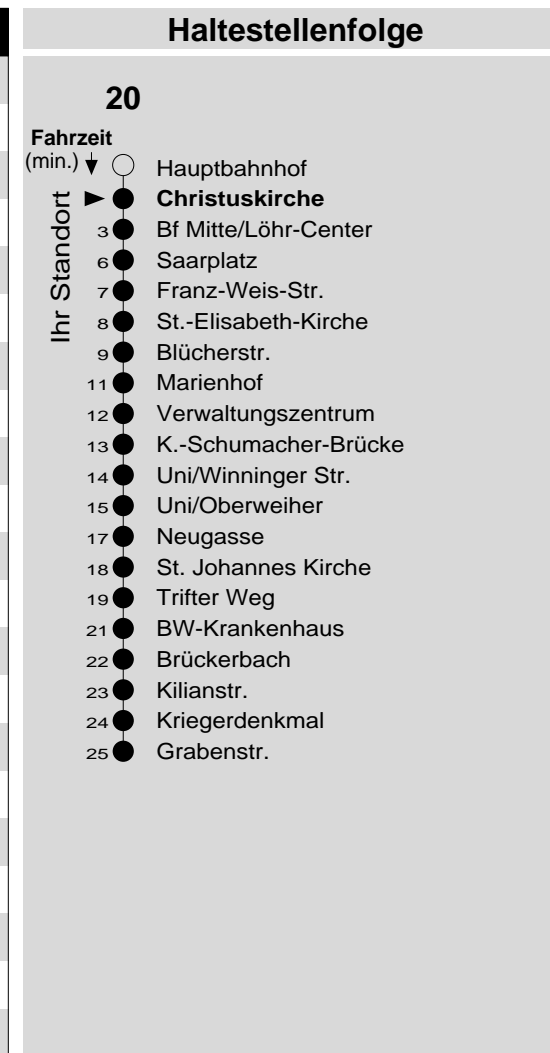 Haltestellenfolge
20
Fahrzeit
(min.)
Ihr Standort
Hauptbahnhof
Christuskirche
3 Bf Mitte/Löhr-Center
6 Saarplatz
7 Franz-Weis-Str.
8 St.-Elisabeth-Kirche
9 Blücherstr.
11 Marienhof
12 Verwaltungszentrum
13 K.-Schumacher-Brücke
14 Uni/Winninger Str.
15 Uni/Oberweiher
17 Neugasse
18 St. Johannes Kirche
19 Trifter Weg
21 BW-Krankenhaus
22 Brückerbach
23 Kilianstr.
24 Kriegerdenkmal
25 Grabenstr.